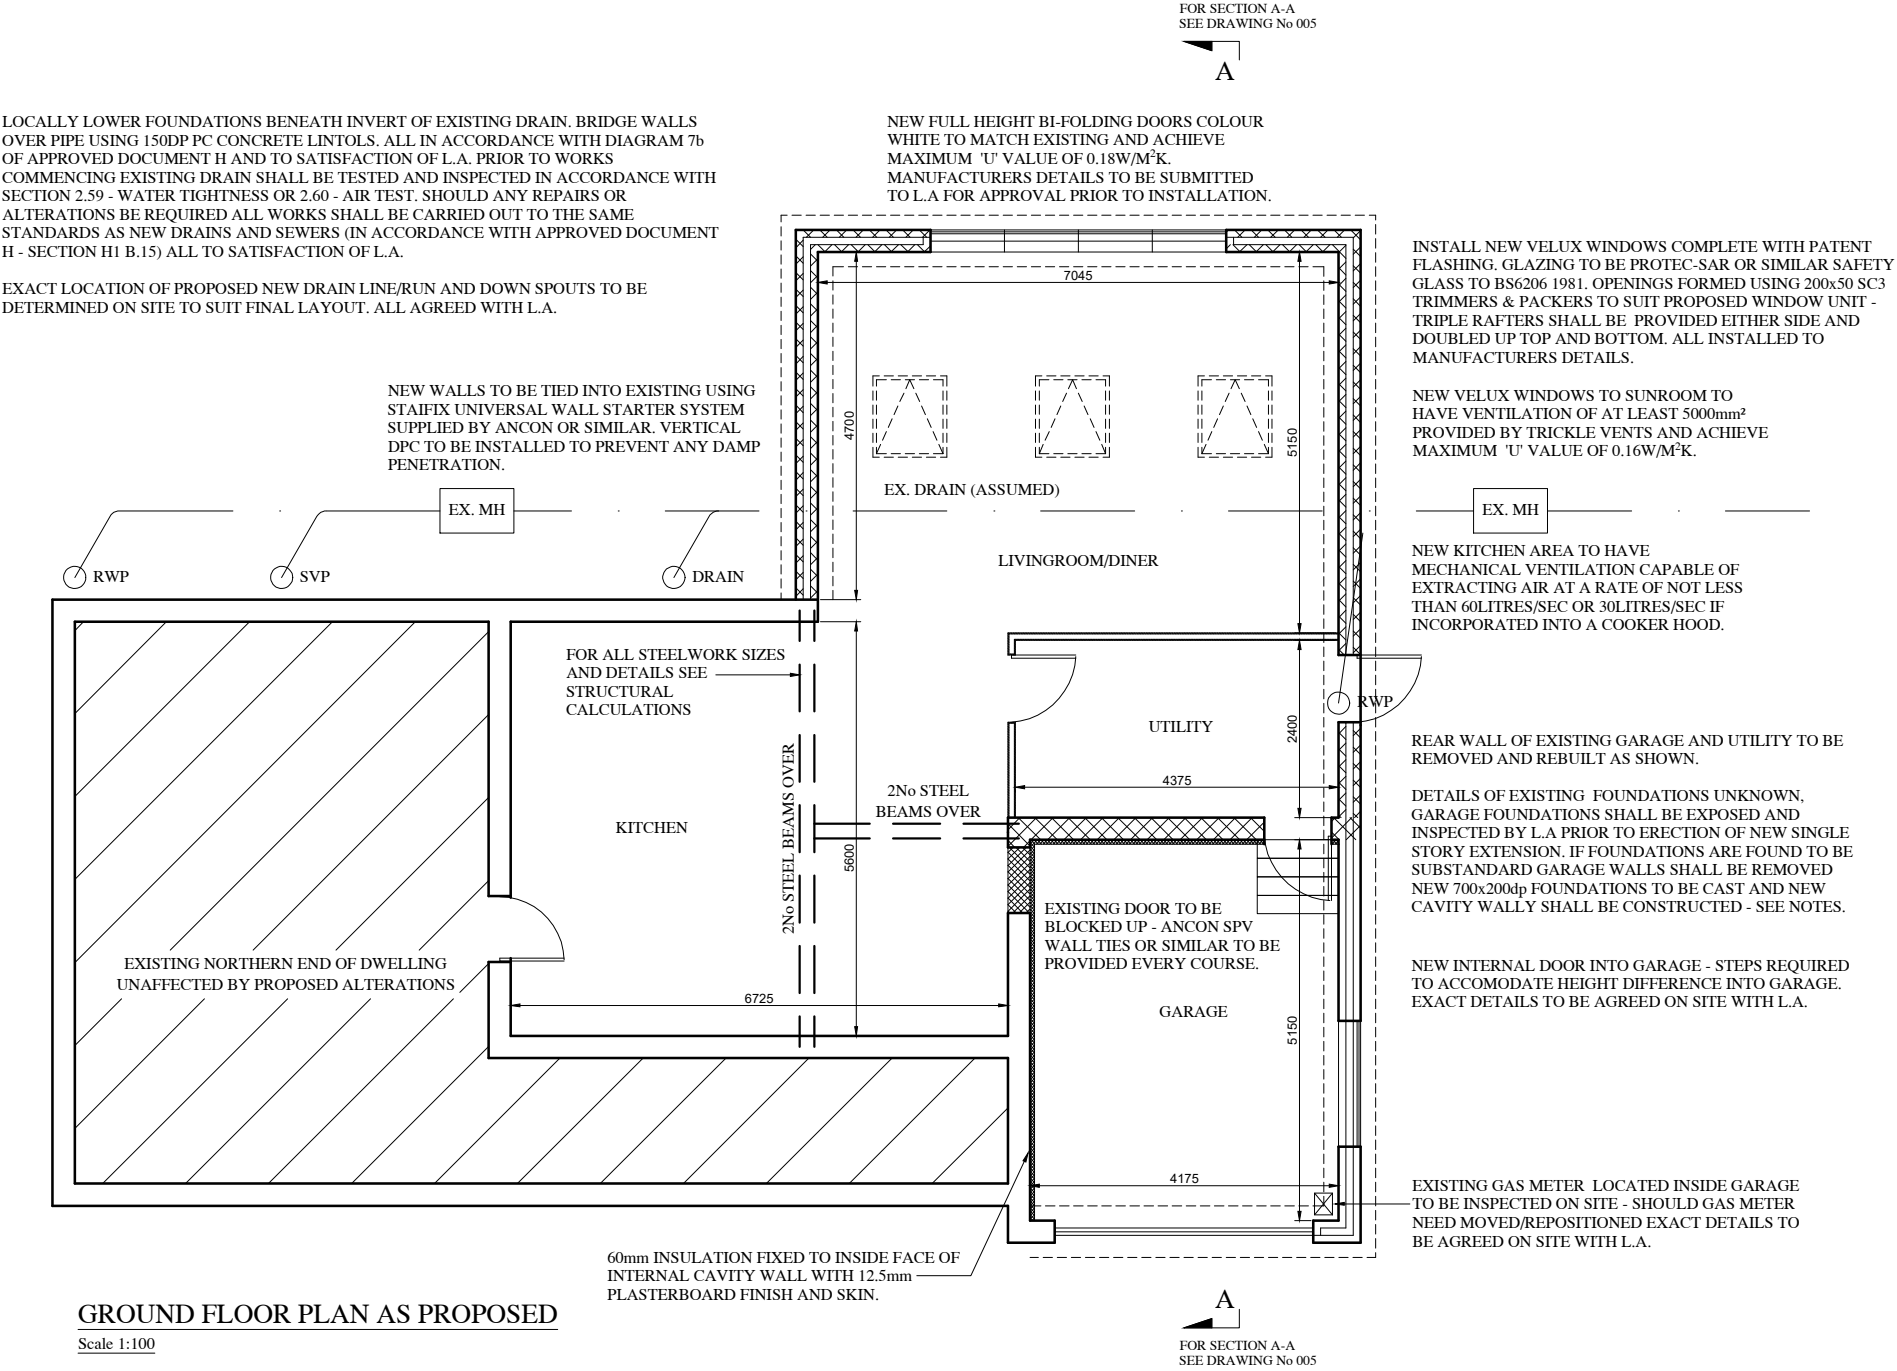 FOR SECTION A-A
SEE DRAWING No 005
A
LOCALLY LOWER FOUNDATIONS BENEATH INVERT OF EXISTING DRAIN. BRIDGE WALLS
OVER PIPE USING 150DP PC CONCRETE LINTOLS. ALL IN ACCORDANCE WITH DIAGRAM 7b
OF APPROVED DOCUMENT H AND TO SATISFACTION OF L.A. PRIOR TO WORKS
COMMENCING EXISTING DRAIN SHALL BE TESTED AND INSPECTED IN ACCORDANCE WITH
SECTION 2.59 - WATER TIGHTNESS OR 2.60 - AIR TEST. SHOULD ANY REPAIRS OR
ALTERATIONS BE REQUIRED ALL WORKS SHALL BE CARRIED OUT TO THE SAME
STANDARDS AS NEW DRAINS AND SEWERS (IN ACCORDANCE WITH APPROVED DOCUMENT
H - SECTION H1 B.15) ALL TO SATISFACTION OF L.A.
EXACT LOCATION OF PROPOSED NEW DRAIN LINE/RUN AND DOWN SPOUTS TO BE
DETERMINED ON SITE TO SUIT FINAL LAYOUT. ALL AGREED WITH L.A.
NEW FULL HEIGHT BI-FOLDING DOORS COLOUR
WHITE TO MATCH EXISTING AND ACHIEVE
MAXIMUM 'U' VALUE OF 0.18W/M²K.
MANUFACTURERS DETAILS TO BE SUBMITTED
TO L.A FOR APPROVAL PRIOR TO INSTALLATION.
INSTALL NEW VELUX WINDOWS COMPLETE WITH PATENT
FLASHING. GLAZING TO BE PROTEC-SAR OR SIMILAR SAFETY
GLASS TO BS6206 1981. OPENINGS FORMED USING 200x50 SC3
TRIMMERS & PACKERS TO SUIT PROPOSED WINDOW UNIT -
TRIPLE RAFTERS SHALL BE PROVIDED EITHER SIDE AND
DOUBLED UP TOP AND BOTTOM. ALL INSTALLED TO
MANUFACTURERS DETAILS.
NEW VELUX WINDOWS TO SUNROOM TO
HAVE VENTILATION OF AT LEAST 5000mm²
PROVIDED BY TRICKLE VENTS AND ACHIEVE
MAXIMUM 'U' VALUE OF 0.16W/M²K.
NEW WALLS TO BE TIED INTO EXISTING USING
STAIFIX UNIVERSAL WALL STARTER SYSTEM
SUPPLIED BY ANCON OR SIMILAR. VERTICAL
DPC TO BE INSTALLED TO PREVENT ANY DAMP
PENETRATION.
7045
4700
5150
EX. DRAIN (ASSUMED)
EX. MH
EX. MH
RWP
SVP
DRAIN
LIVINGROOM/DINER
NEW KITCHEN AREA TO HAVE
MECHANICAL VENTILATION CAPABLE OF
EXTRACTING AIR AT A RATE OF NOT LESS
THAN 60LITRES/SEC OR 30LITRES/SEC IF
INCORPORATED INTO A COOKER HOOD.
FOR ALL STEELWORK SIZES
AND DETAILS SEE
STRUCTURAL
CALCULATIONS
RWP
UTILITY
2400
4375
2No STEEL BEAMS OVER
2No STEEL
BEAMS OVER
KITCHEN
5600
REAR WALL OF EXISTING GARAGE AND UTILITY TO BE
REMOVED AND REBUILT AS SHOWN.
DETAILS OF EXISTING FOUNDATIONS UNKNOWN,
GARAGE FOUNDATIONS SHALL BE EXPOSED AND
INSPECTED BY L.A PRIOR TO ERECTION OF NEW SINGLE
STORY EXTENSION. IF FOUNDATIONS ARE FOUND TO BE
SUBSTANDARD GARAGE WALLS SHALL BE REMOVED
NEW 700x200dp FOUNDATIONS TO BE CAST AND NEW
CAVITY WALLY SHALL BE CONSTRUCTED - SEE NOTES.
EXISTING DOOR TO BE
BLOCKED UP - ANCON SPV
WALL TIES OR SIMILAR TO BE
PROVIDED EVERY COURSE.
EXISTING NORTHERN END OF DWELLING
UNAFFECTED BY PROPOSED ALTERATIONS
6725
GARAGE
5150
NEW INTERNAL DOOR INTO GARAGE - STEPS REQUIRED
TO ACCOMODATE HEIGHT DIFFERENCE INTO GARAGE.
EXACT DETAILS TO BE AGREED ON SITE WITH L.A.
4175
EXISTING GAS METER LOCATED INSIDE GARAGE
TO BE INSPECTED ON SITE - SHOULD GAS METER
NEED MOVED/REPOSITIONED EXACT DETAILS TO
BE AGREED ON SITE WITH L.A.
60mm INSULATION FIXED TO INSIDE FACE OF
INTERNAL CAVITY WALL WITH 12.5mm
PLASTERBOARD FINISH AND SKIN.
GROUND FLOOR PLAN AS PROPOSED
Scale 1:100
A
FOR SECTION A-A
SEE DRAWING No 005